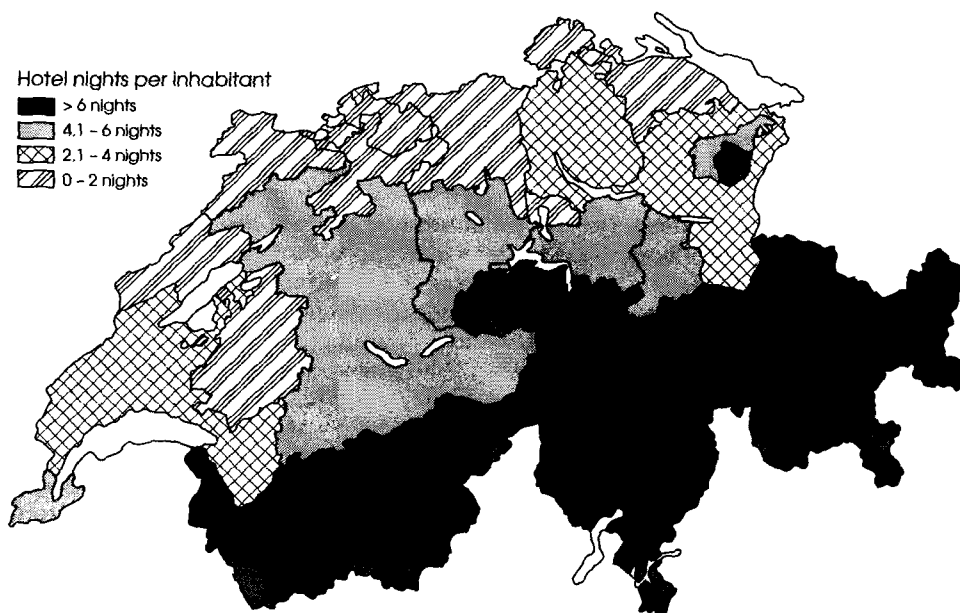 Hotel nights per inhabitant
> 6 nights
4.1 - 6 nights
2.1 - 4 nights
0 - 2 nights